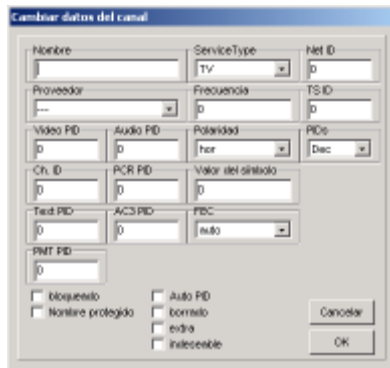 Cambiar datos del canal
Nombre ServiceType Net ID
TV 0
Proveedor Frecuencia TS ID
--- 0 0
Video PID Audio PID Polaridad PIDs
0 0 hor Dec
Ch. ID PCR PID Valor del símbolo
0 0 0
Text PID AC3 PID FEC
0 0 auto
PMT PID
0
bloqueado Auto PID
Nombre protegido borrado Cancelar
extra
indeseable OK